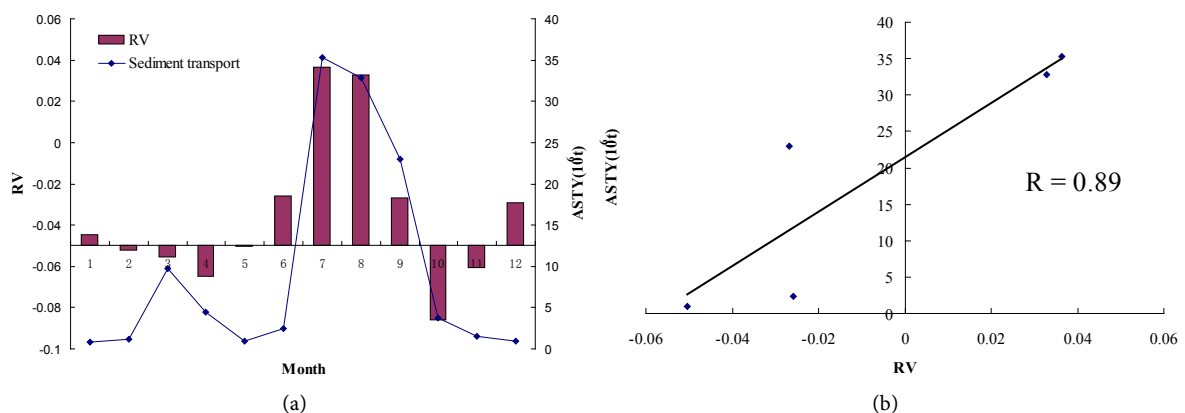 0.06
0.04
0.02
0
-0.02
-0.04
-0.06
-0.08
-0.1
RV
RV
Sediment transport
1 2 3 4 5 6 7 8 9 10 11 12
Month
40
35
30
25
20
15
10
5
0
ASTY(10⁶t)
(a)
ASTY(10⁶t)
40
35
30
25
20
15
10
5
0
R = 0.89
-0.06 -0.04 -0.02 0 0.02 0.04 0.06
RV
(b)